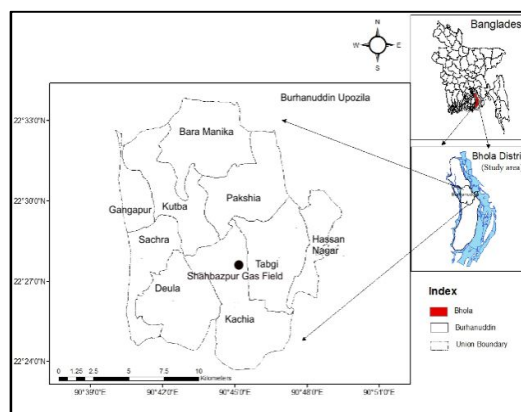 N
W E
S
Banglades
Burhanuddin Upozila
22°33'0"N
Bara Manika
22°30'0"N
Pakshia
Kutba
Gangapur
Sachra
Hassan
Nagar
22°27'0"N
Tabgi
Shahbazpur Gas Field
Deula
Kachia
22°24'0"N
0 1.25 2.5 5 7.5 10
Kilometers
90°39'0"E 90°42'0"E 90°45'0"E 90°48'0"E 90°51'0"E
Bhola Distri
(Study area)
Index
Bhola
Burhanuddin
Union Boundary